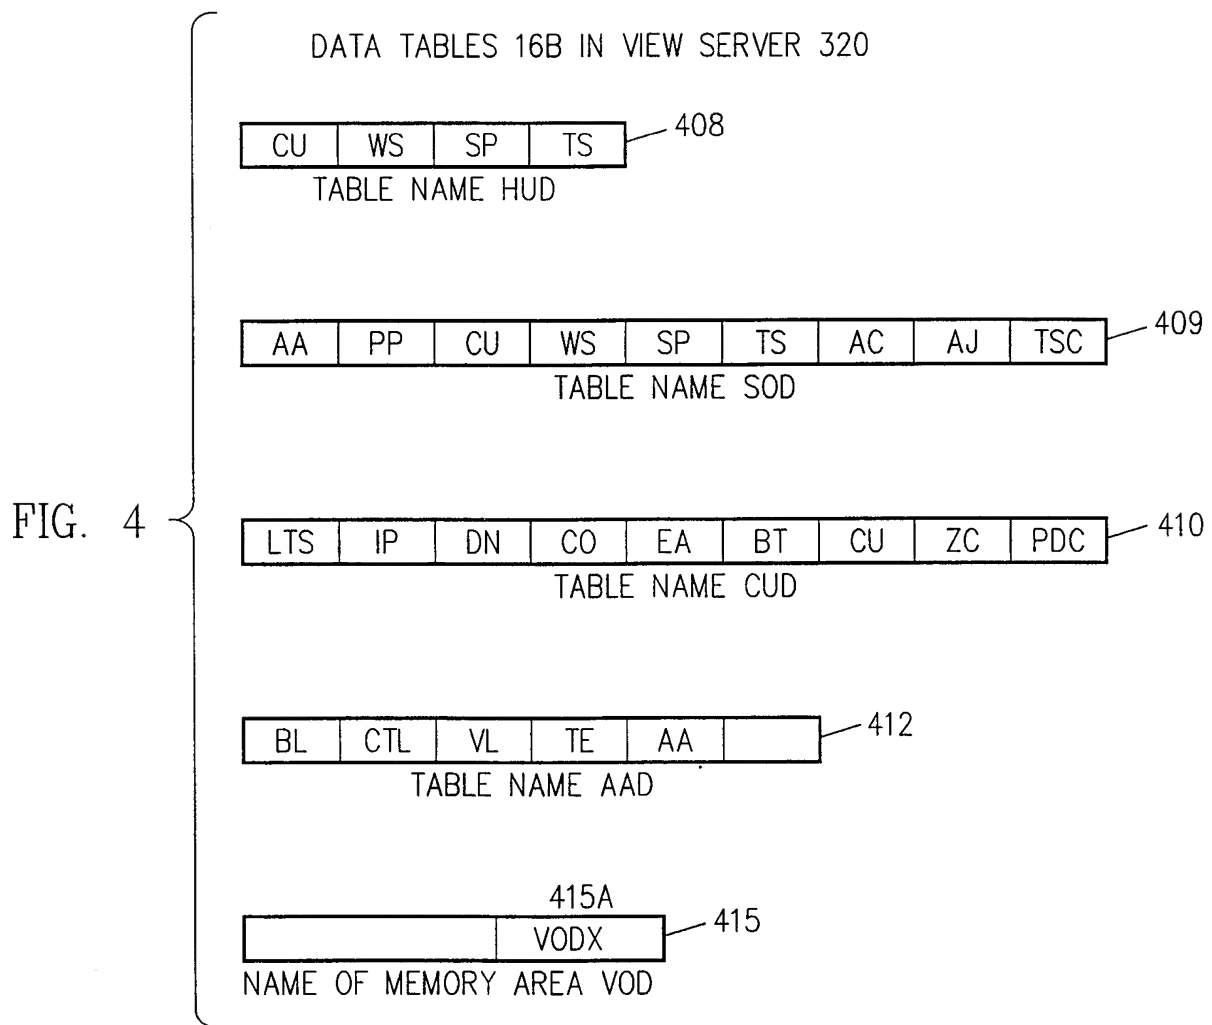 DATA TABLES 16B IN VIEW SERVER 320
CU WS SP TS 408
TABLE NAME HUD
AA PP CU WS SP TS AC AJ TSC 409
TABLE NAME SOD
FIG. 4
LTS IP DN CO EA BT CU ZC PDC 410
TABLE NAME CUD
BL CTL VL TE AA 412
TABLE NAME AAD
415A
VODX 415
NAME OF MEMORY AREA VOD